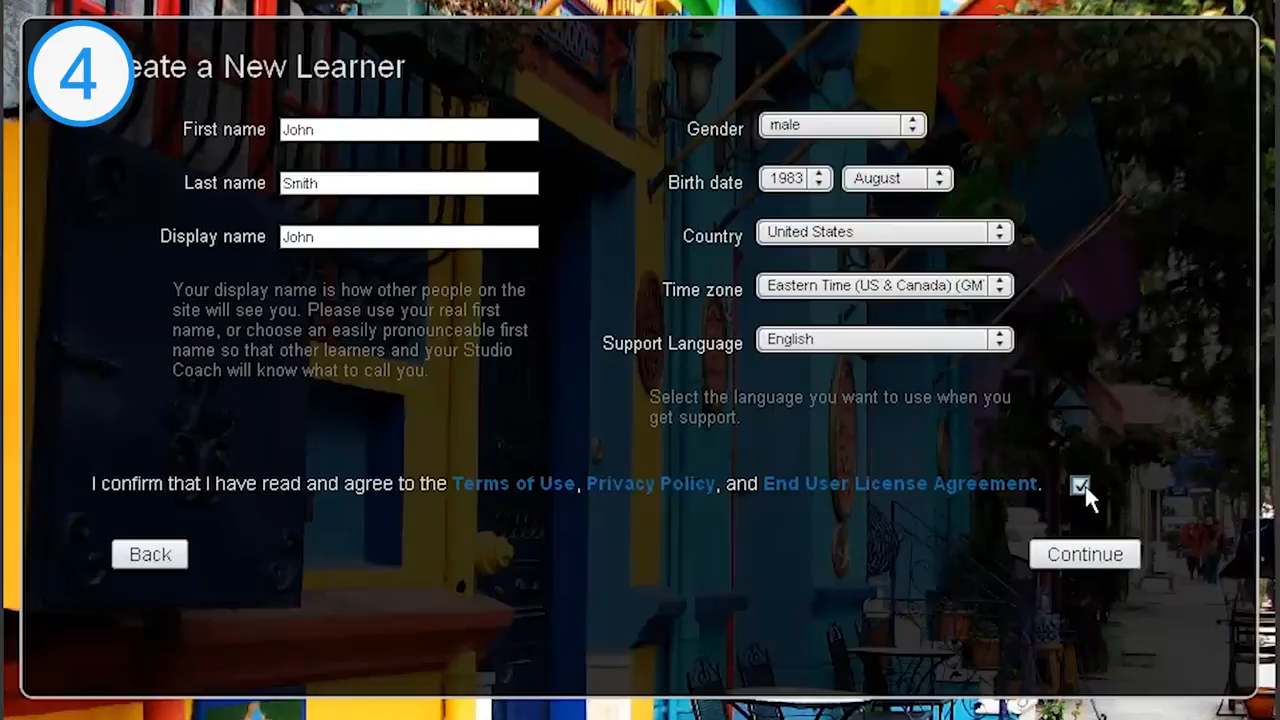 4
eate a New Learner
First name John
Last name Smith
Display name John
Your display name is how other people on the
site will see you. Please use your real first
name, or choose an easily pronounceable first
name so that other learners and your Studio
Coach will know what to call you.
Gender male
Birth date 1983 August
Country United States
Time zone Eastern Time (US & Canada) (GM
Support Language English
Select the language you want to use when you
get support.
I confirm that I have read and agree to the Terms of Use, Privacy Policy, and End User License Agreement.
Back
Continue